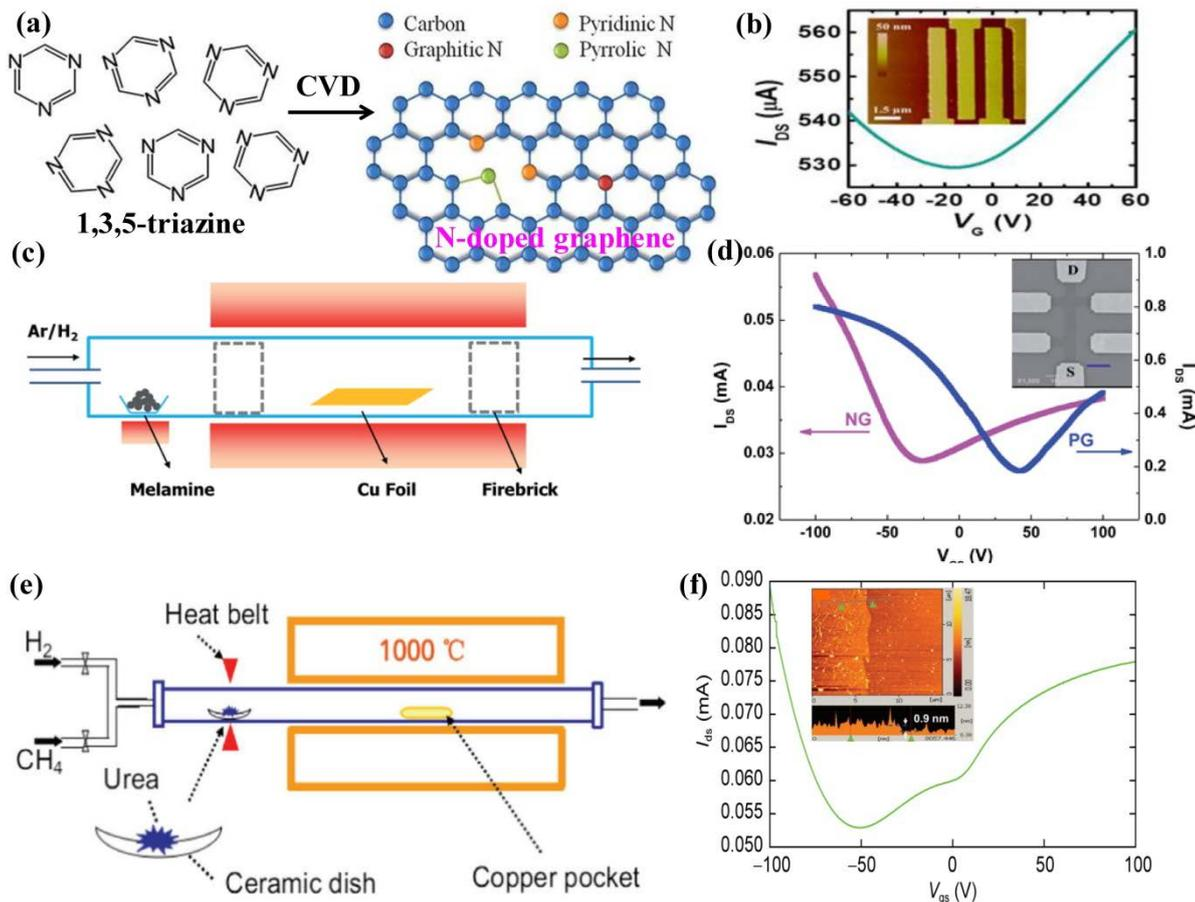 (a)
Carbon
Pyridinic N
Graphitic N
Pyrrolic N
N N N N N N
N N N N N N
N N N N N N
CVD
1,3,5-triazine
N-doped graphene
(b)
560
550
540
530
I_DS (μA)
50 nm
1.5 μm
-60 -40 -20 0 20 40 60
V_G (V)
(c)
Ar/H2
Melamine
Cu Foil
Firebrick
(d)
0.06
0.05
0.04
0.03
0.02
I_DS (mA)
NG
PG
D
S
1.0
0.8
0.6
0.4
0.2
0.0
I_DS (mA)
-100 -50 0 50 100
(V)
(e)
H2
CH4
Heat belt
1000 ℃
Urea
Ceramic dish
Copper pocket
(f)
0.090
0.085
0.080
0.075
0.070
0.065
0.060
0.055
0.050
I_ds (mA)
0.9 nm
−100 −50 0 50 100
V_gs (V)